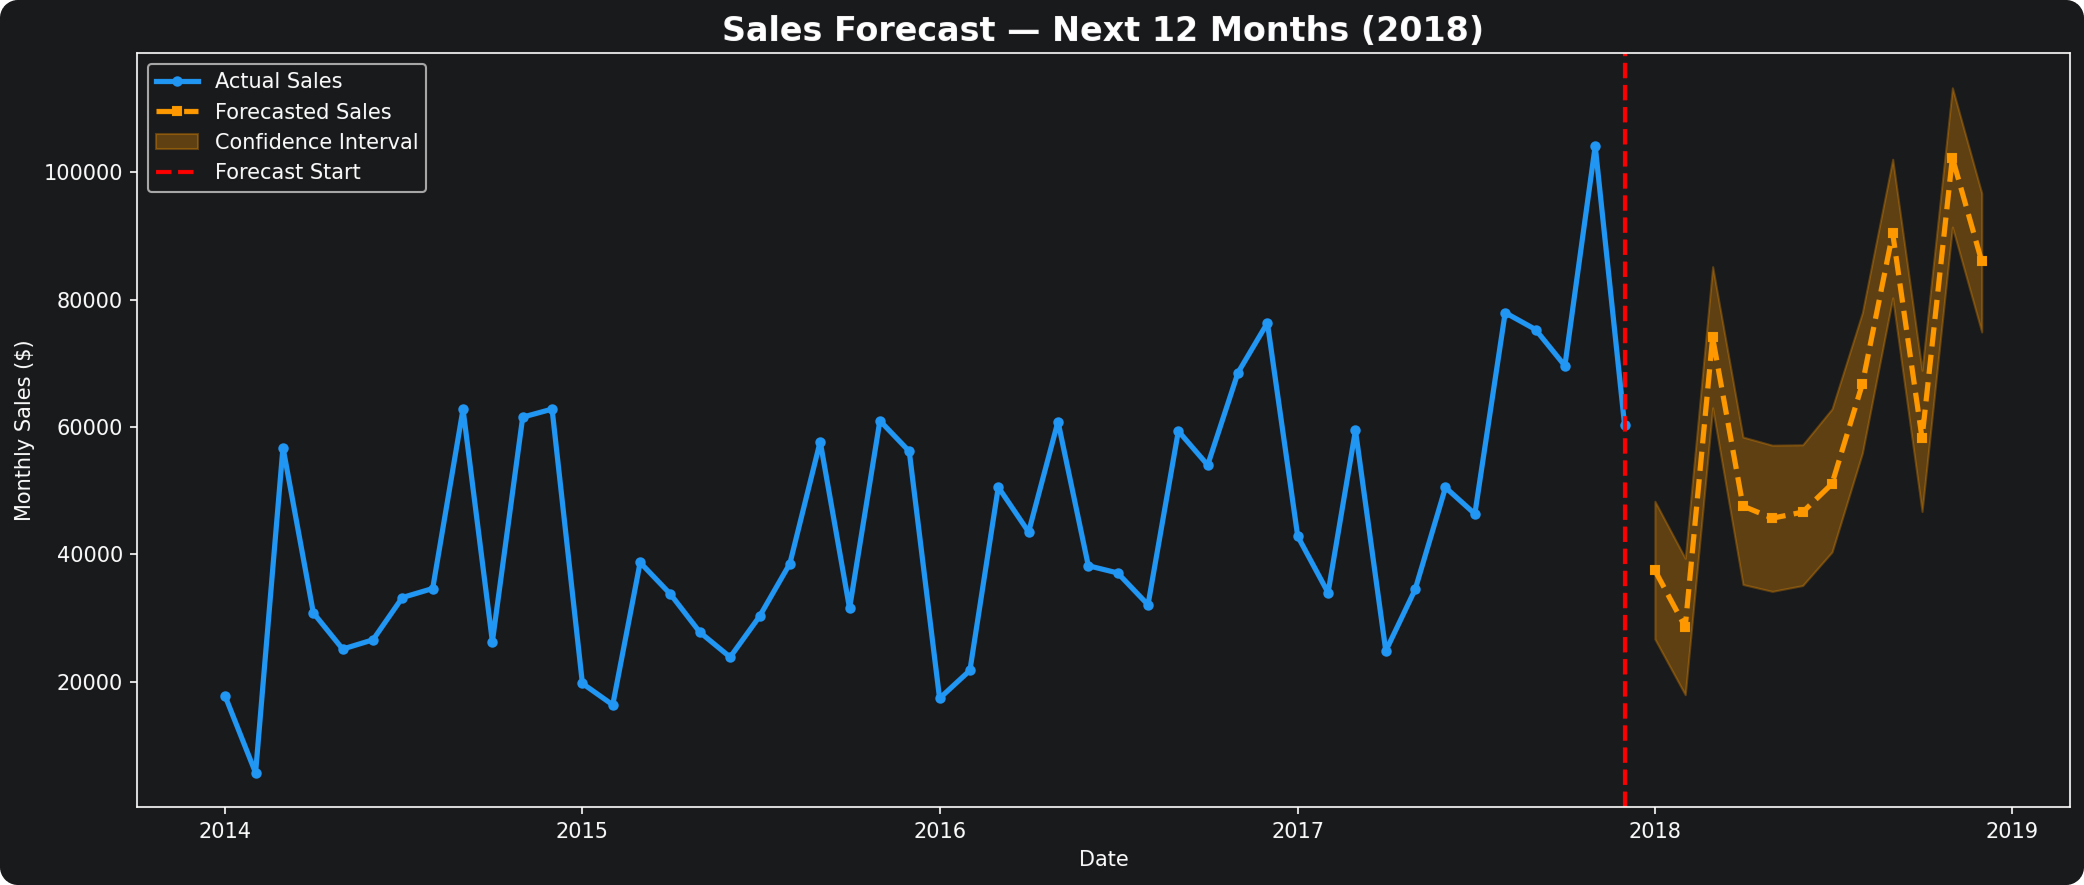 Sales Forecast — Next 12 Months (2018)
Actual Sales
Forecasted Sales
Confidence Interval
Forecast Start
Monthly Sales ($)
100000
80000
60000
40000
20000
2014
2015
2016
2017
2018
2019
Date